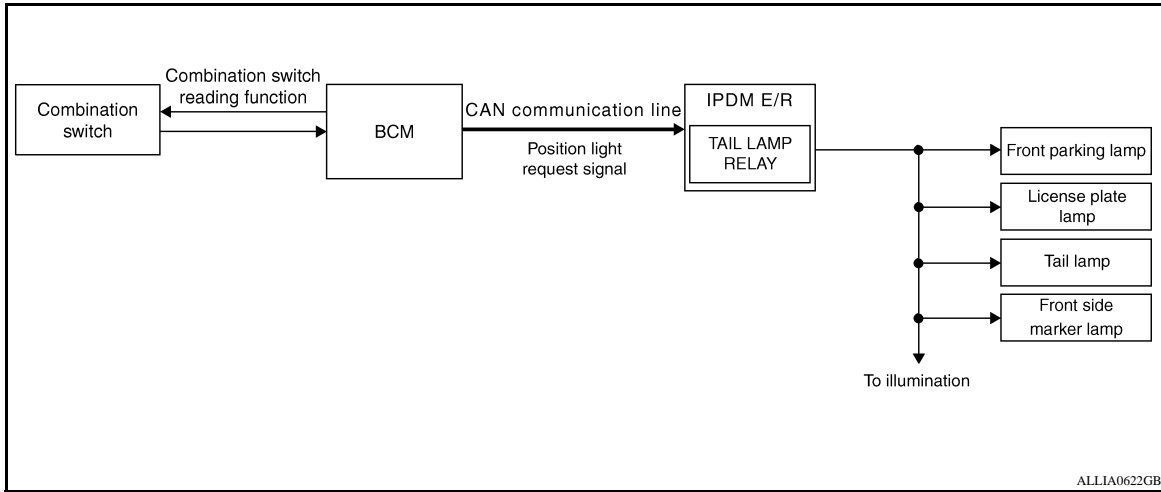 Combination
switch
Combination switch
reading function
BCM
CAN communication line
Position light
request signal
IPDM E/R
TAIL LAMP
RELAY
Front parking lamp
License plate
lamp
Tail lamp
Front side
marker lamp
To illumination
ALLIA0622GB